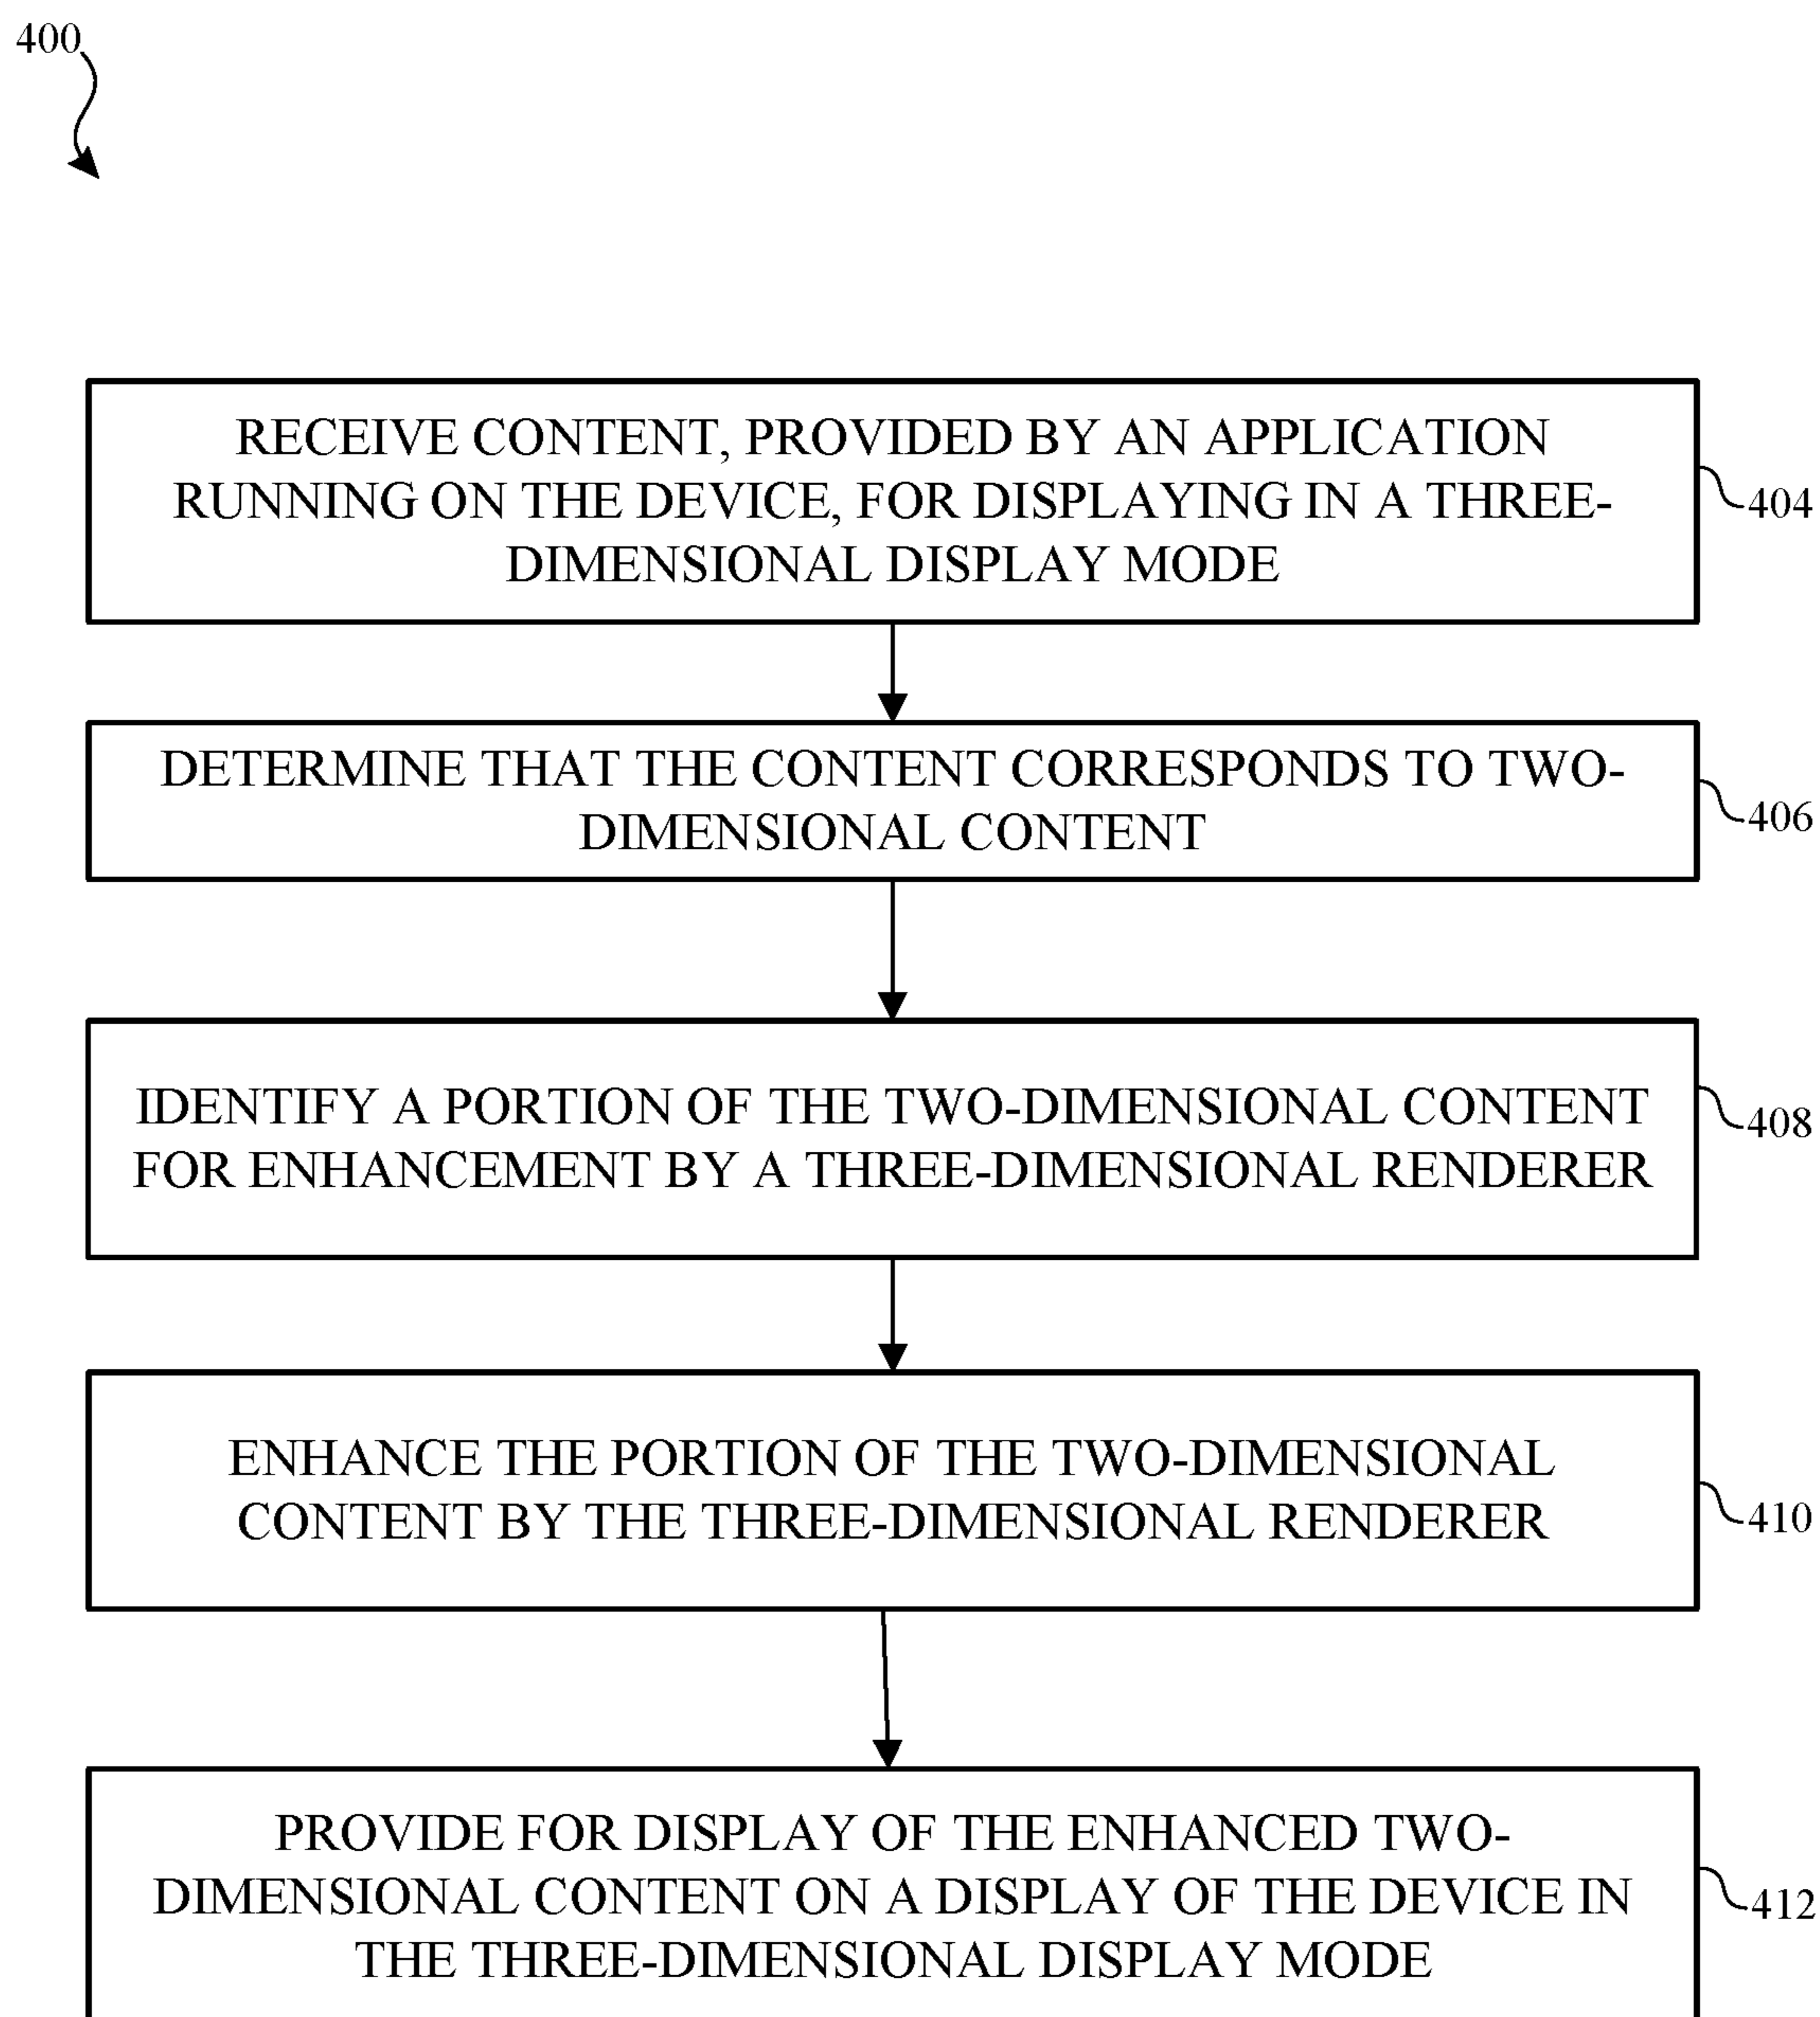 400
RECEIVE CONTENT, PROVIDED BY AN APPLICATION
RUNNING ON THE DEVICE, FOR DISPLAYING IN A THREE-
DIMENSIONAL DISPLAY MODE
404
DETERMINE THAT THE CONTENT CORRESPONDS TO TWO-
DIMENSIONAL CONTENT
406
IDENTIFY A PORTION OF THE TWO-DIMENSIONAL CONTENT
FOR ENHANCEMENT BY A THREE-DIMENSIONAL RENDERER
408
ENHANCE THE PORTION OF THE TWO-DIMENSIONAL
CONTENT BY THE THREE-DIMENSIONAL RENDERER
410
PROVIDE FOR DISPLAY OF THE ENHANCED TWO-
DIMENSIONAL CONTENT ON A DISPLAY OF THE DEVICE IN
THE THREE-DIMENSIONAL DISPLAY MODE
412